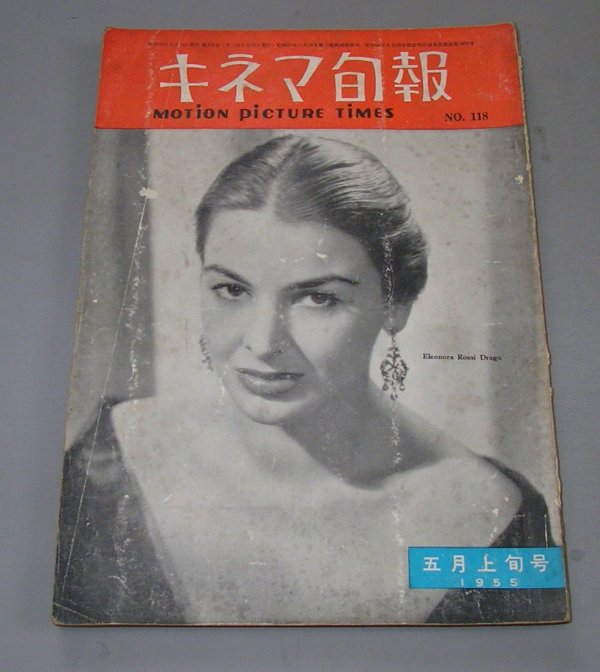 キネマ旬報
MOTION PICTURE TIMES
NO. 118
Eleonora Rossi Drago
五月上旬号
1955